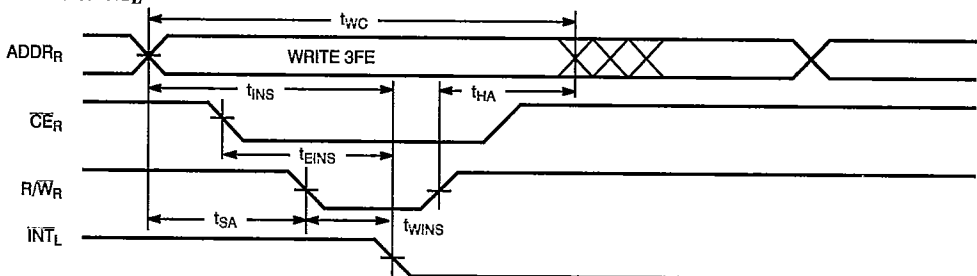 tWC
ADDRR
WRITE 3FE
tINS
tHA
CER
tEINS
R/WR
tSA
tWINS
INTL